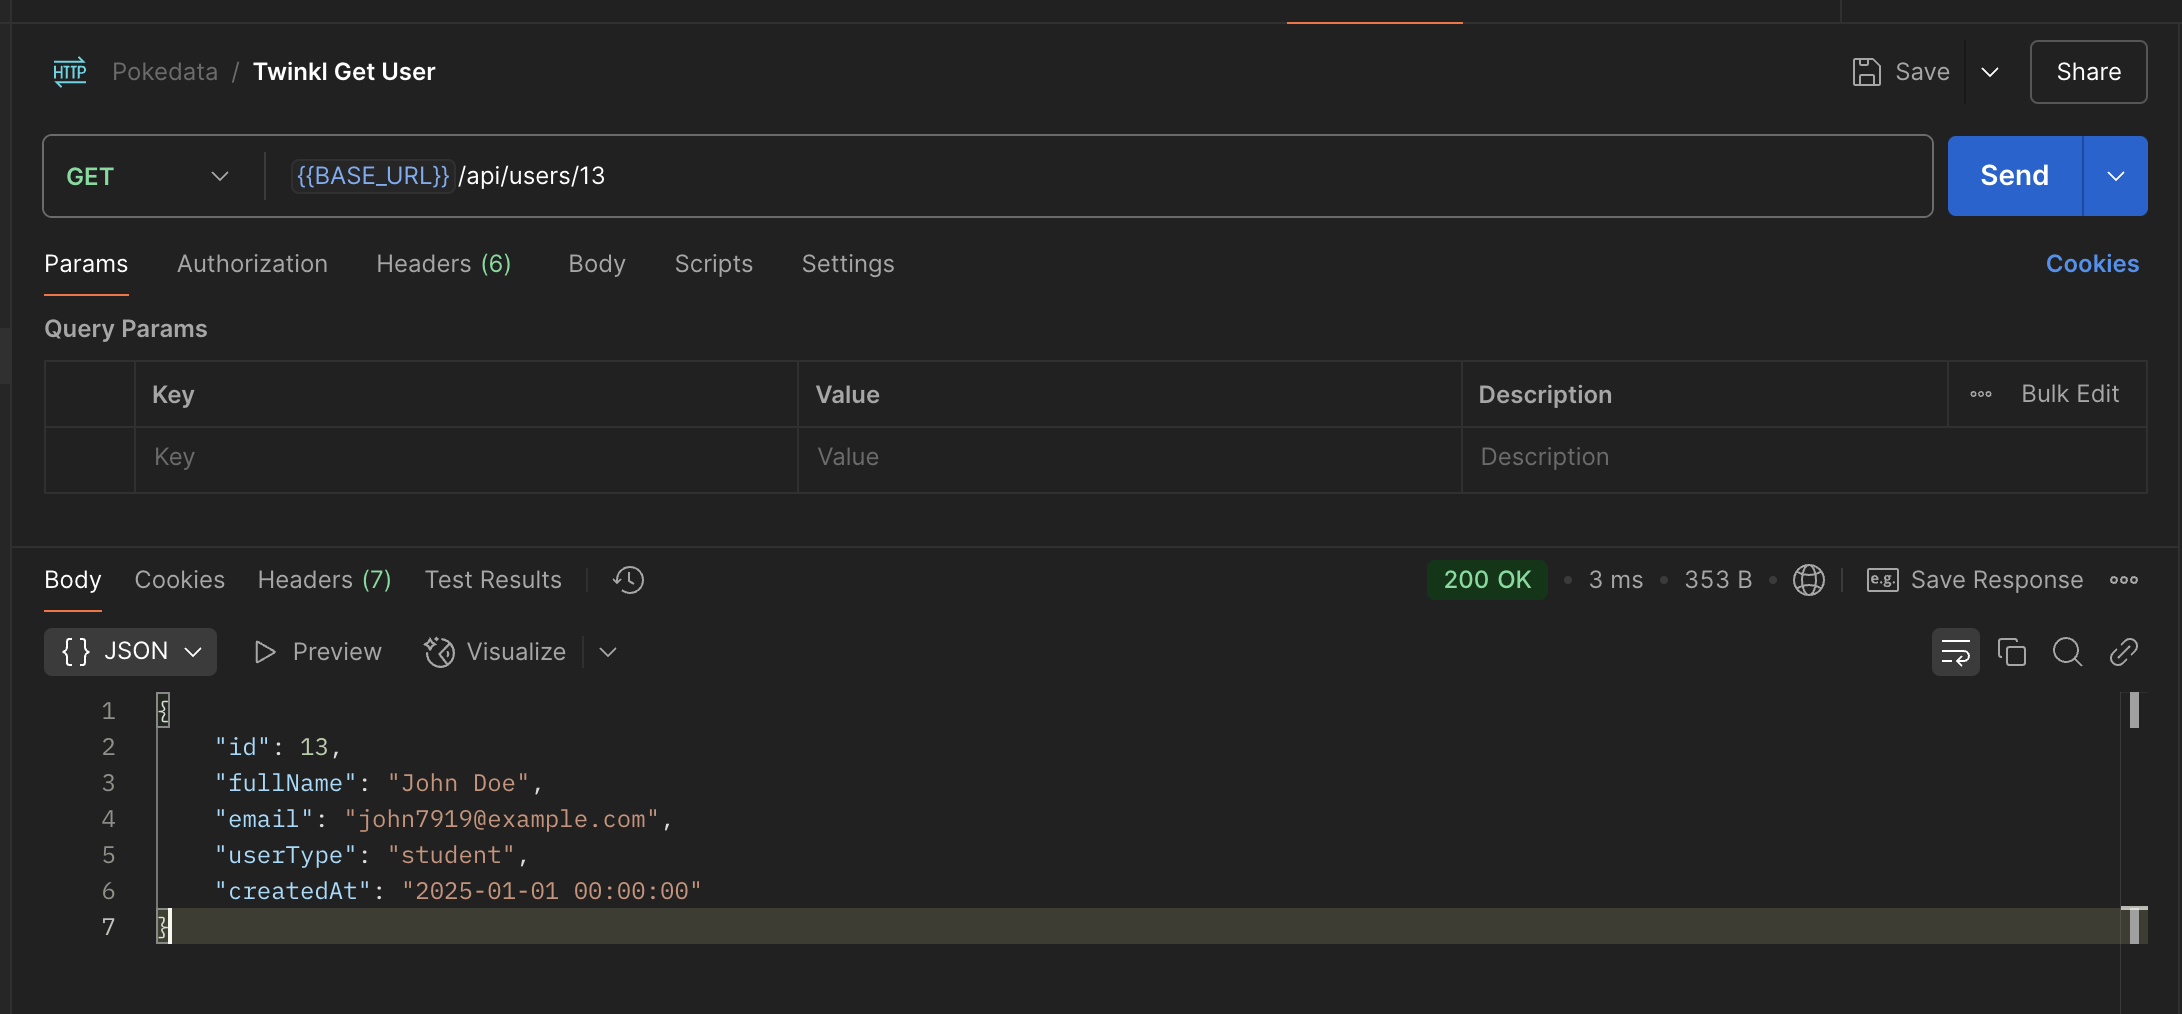 HTTP Pokedata / Twinkl Get User Save Share
GET {{BASE_URL}}/api/users/13 Send
Params Authorization Headers (6) Body Scripts Settings Cookies
Query Params
Key Value Description Bulk Edit
Key Value Description
Body Cookies Headers (7) Test Results 200 OK • 3 ms • 353 B • e.g. Save Response
{} JSON Preview Visualize
1 {
2 "id": 13,
3 "fullName": "John Doe",
4 "email": "john7919@example.com",
5 "userType": "student",
6 "createdAt": "2025-01-01 00:00:00"
7 }